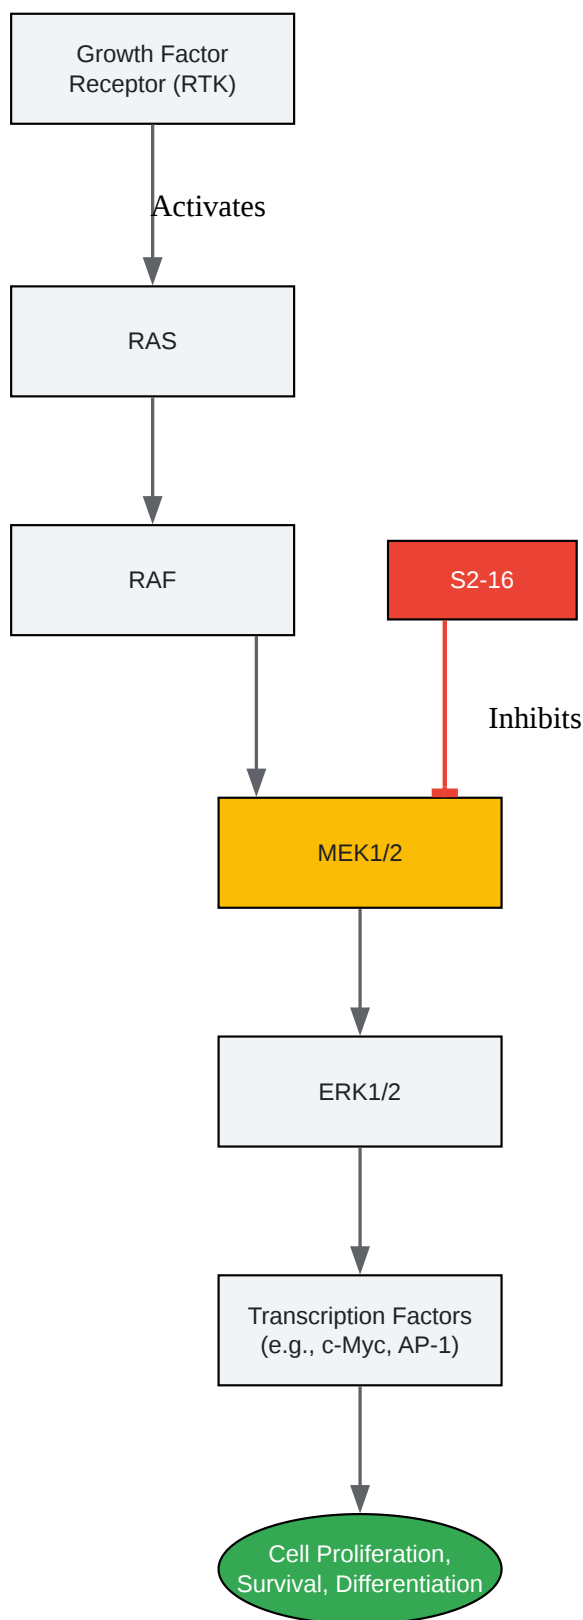 Growth Factor
Receptor (RTK)
Activates
RAS
RAF
S2-16
Inhibits
MEK1/2
ERK1/2
Transcription Factors
(e.g., c-Myc, AP-1)
Cell Proliferation,
Survival, Differentiation